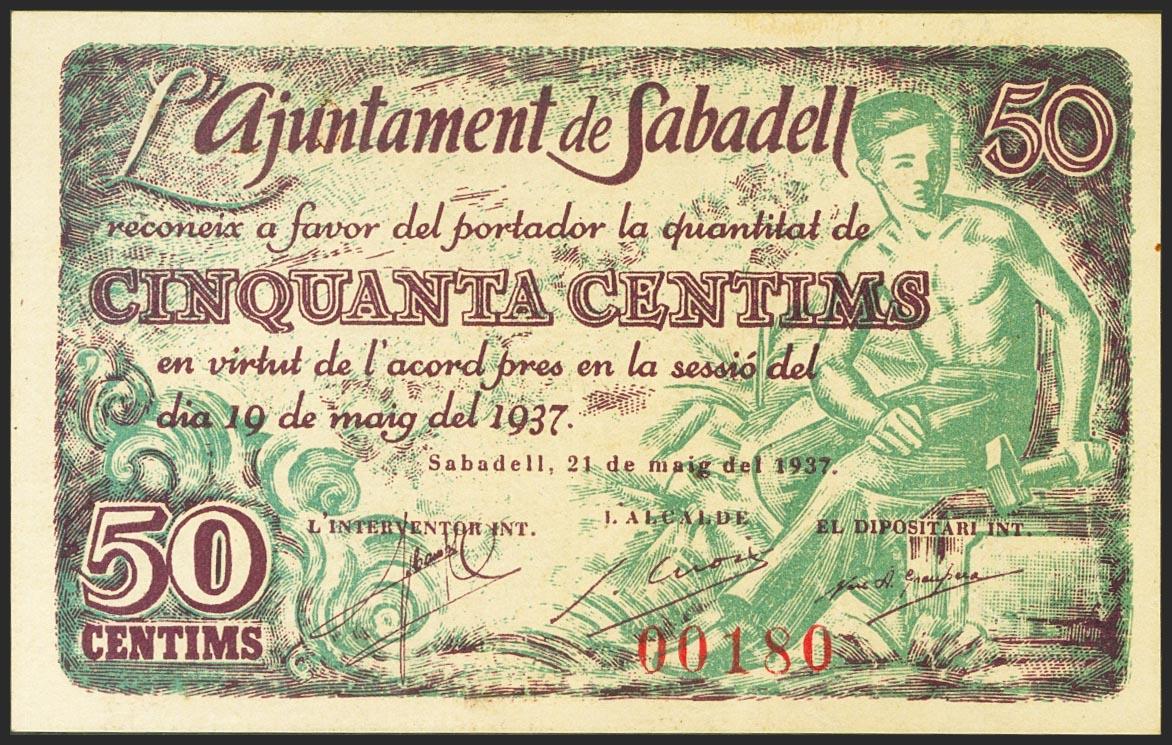 L'Ajuntament de Sabadell 50
reconeix a favor del portador la quantitat de
CINQUANTA CENTIMS
en virtut de l'acord pres en la sessió del
dia 19 de maig del 1937.
Sabadell, 21 de maig del 1937.
L'INTERVENTOR INT. L'ALCALDE EL DIPOSITARI INT.
50
CENTIMS
00180